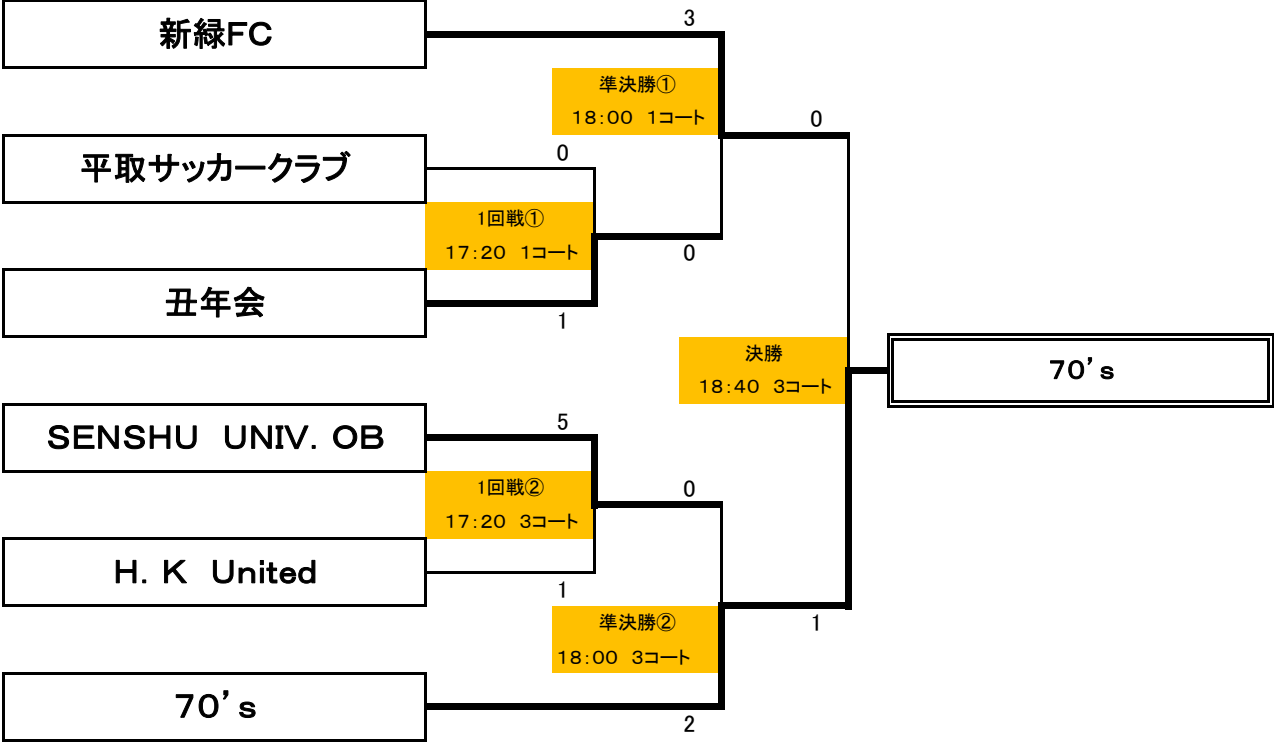 3
新緑FC
準決勝①
18:00 1コート
0
平取サッカークラブ
0
1回戦①
17:20 1コート
0
丑年会
1
決勝
18:40 3コート
70's
5
SENSHU UNIV. OB
1回戦②
17:20 3コート
0
H. K United
1
準決勝②
18:00 3コート
1
70's
2